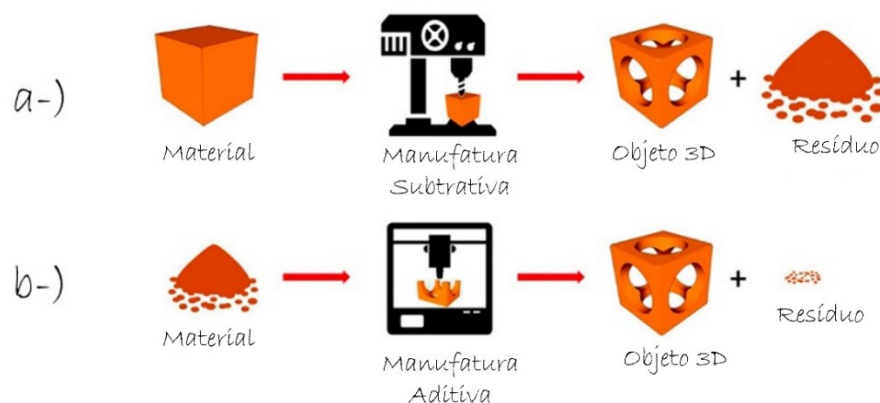 a-)
Material
Manufatura
Subtrativa
Objeto 3D
+
Resíduo
b-)
Material
Manufatura
Aditiva
Objeto 3D
+
Resíduo